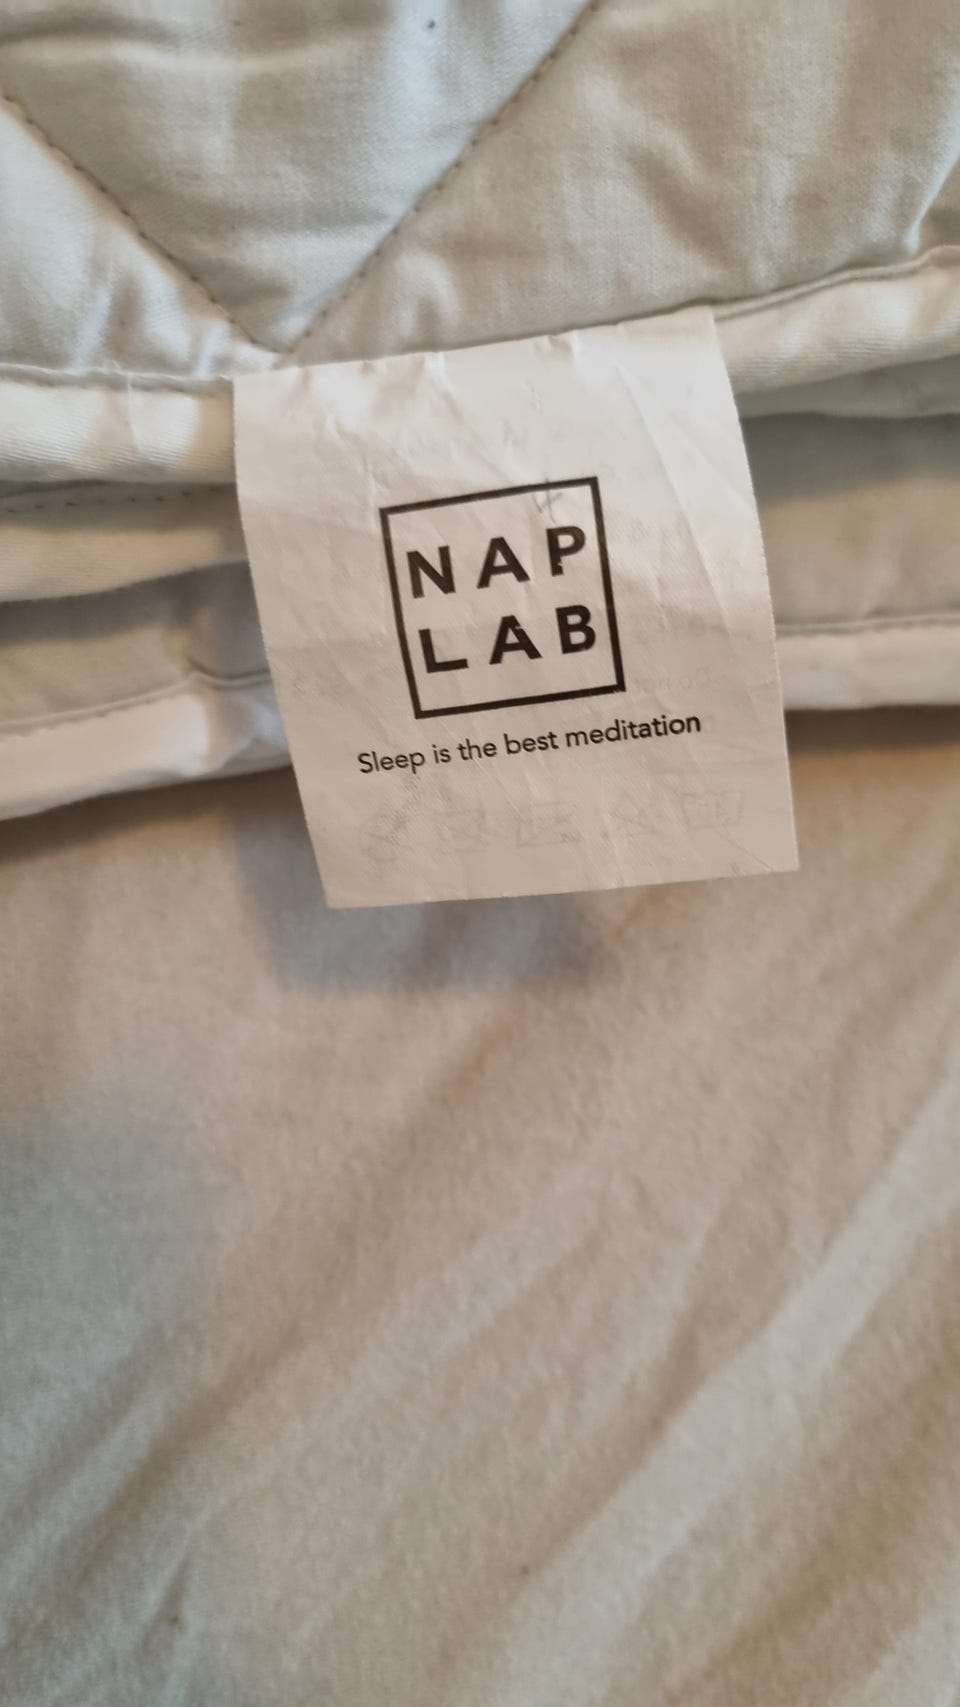 NAP
LAB
Sleep is the best meditation